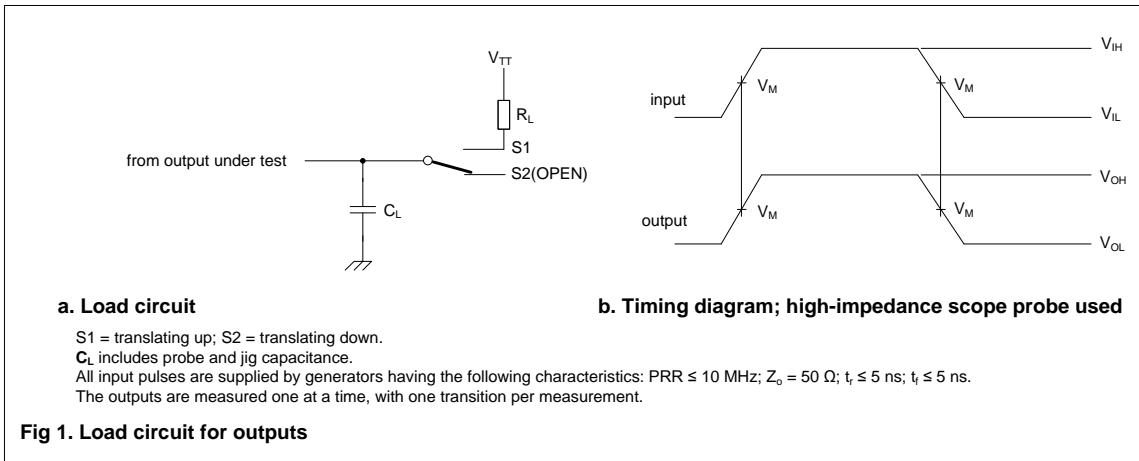 V_TT
R_L
S1
from output under test
S2(OPEN)
C_L
a. Load circuit
V_IH
input
V_M
V_M
V_IL
V_OH
output
V_M
V_M
V_OL
b. Timing diagram; high-impedance scope probe used
S1 = translating up; S2 = translating down.
C_L includes probe and jig capacitance.
All input pulses are supplied by generators having the following characteristics: PRR ≤ 10 MHz; Z_o = 50 Ω; t_r ≤ 5 ns; t_f ≤ 5 ns.
The outputs are measured one at a time, with one transition per measurement.
Fig 1. Load circuit for outputs